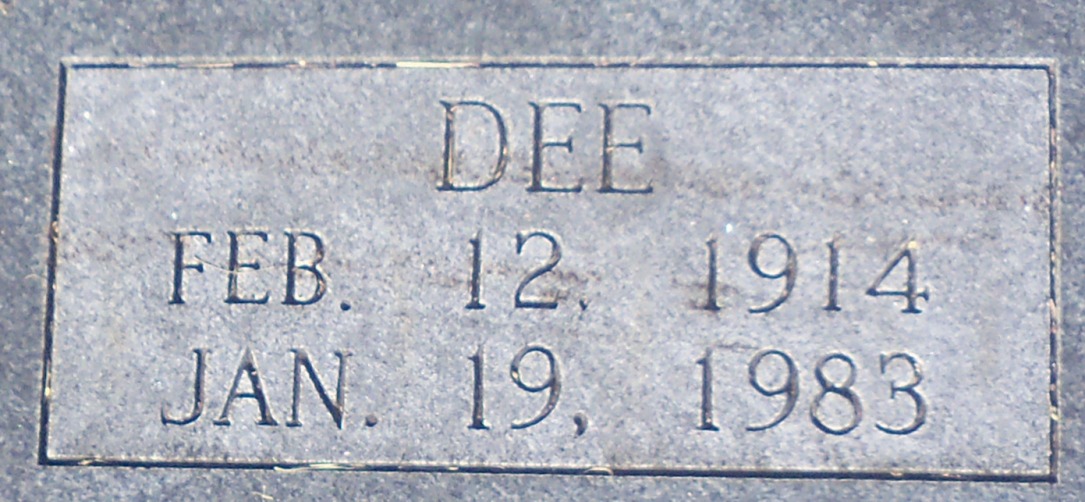 DEE
FEB. 12, 1914
JAN. 19, 1983